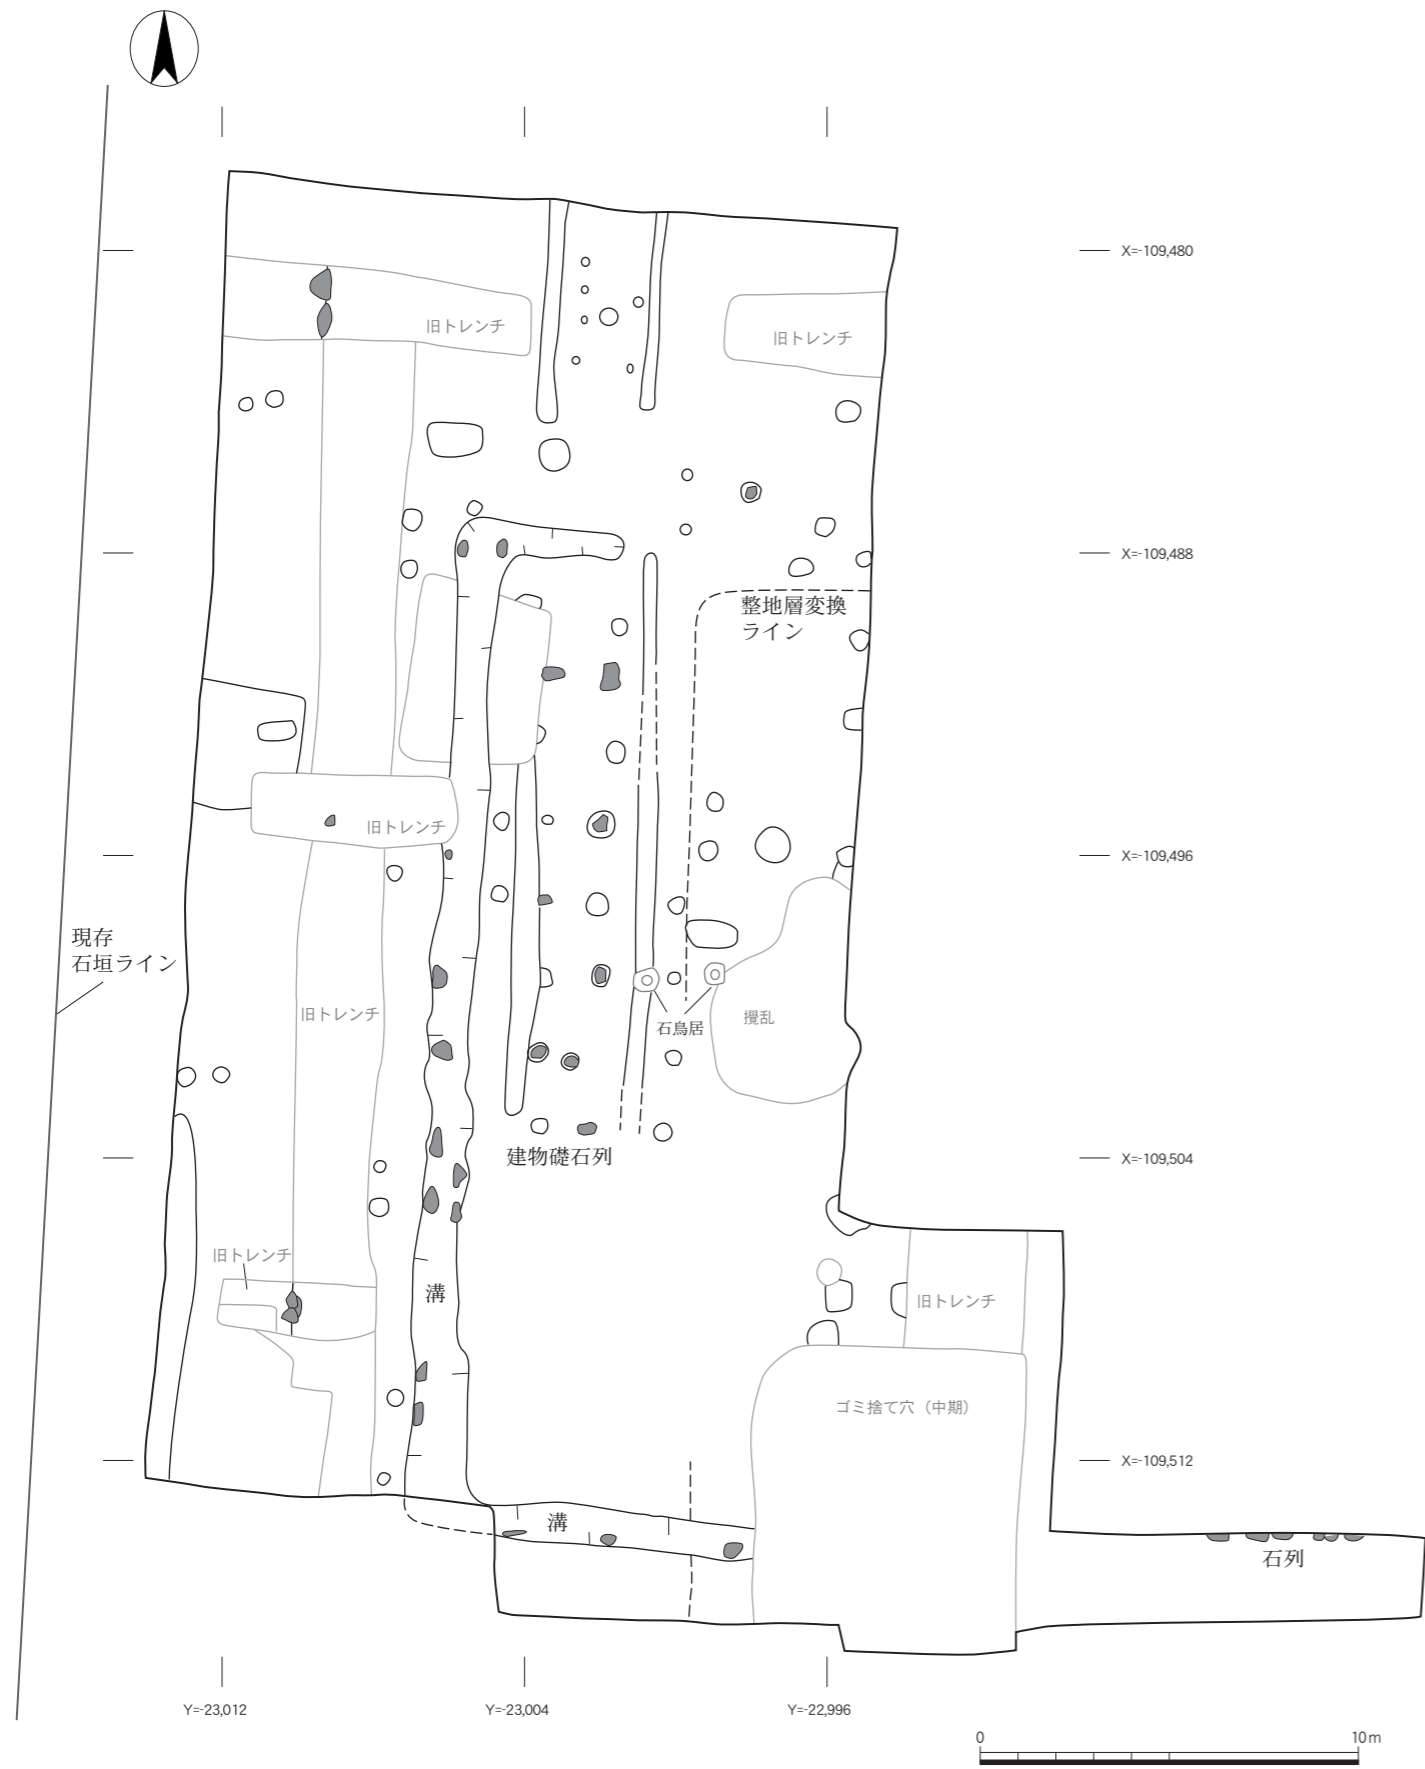 X=-109,480
旧トレンチ
旧トレンチ
X=-109,488
整地層変換
ライン
旧トレンチ
X=-109,496
現存
石垣ライン
旧トレンチ
石鳥居
攪乱
建物礎石列
X=-109,504
旧トレンチ
溝
旧トレンチ
ゴミ捨て穴（中期）
X=-109,512
溝
石列
Y=-23,012
Y=-23,004
Y=-22,996
0
10m